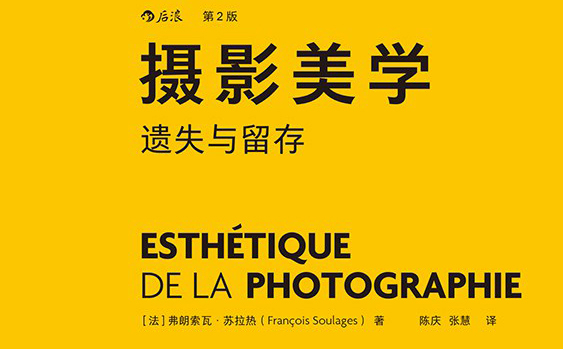 后浪 第2版
摄影美学
遗失与留存
ESTHÉTIQUE
DE LA PHOTOGRAPHIE
[法]弗朗索瓦·苏拉热(François Soulages) 著 陈庆 张慧 译